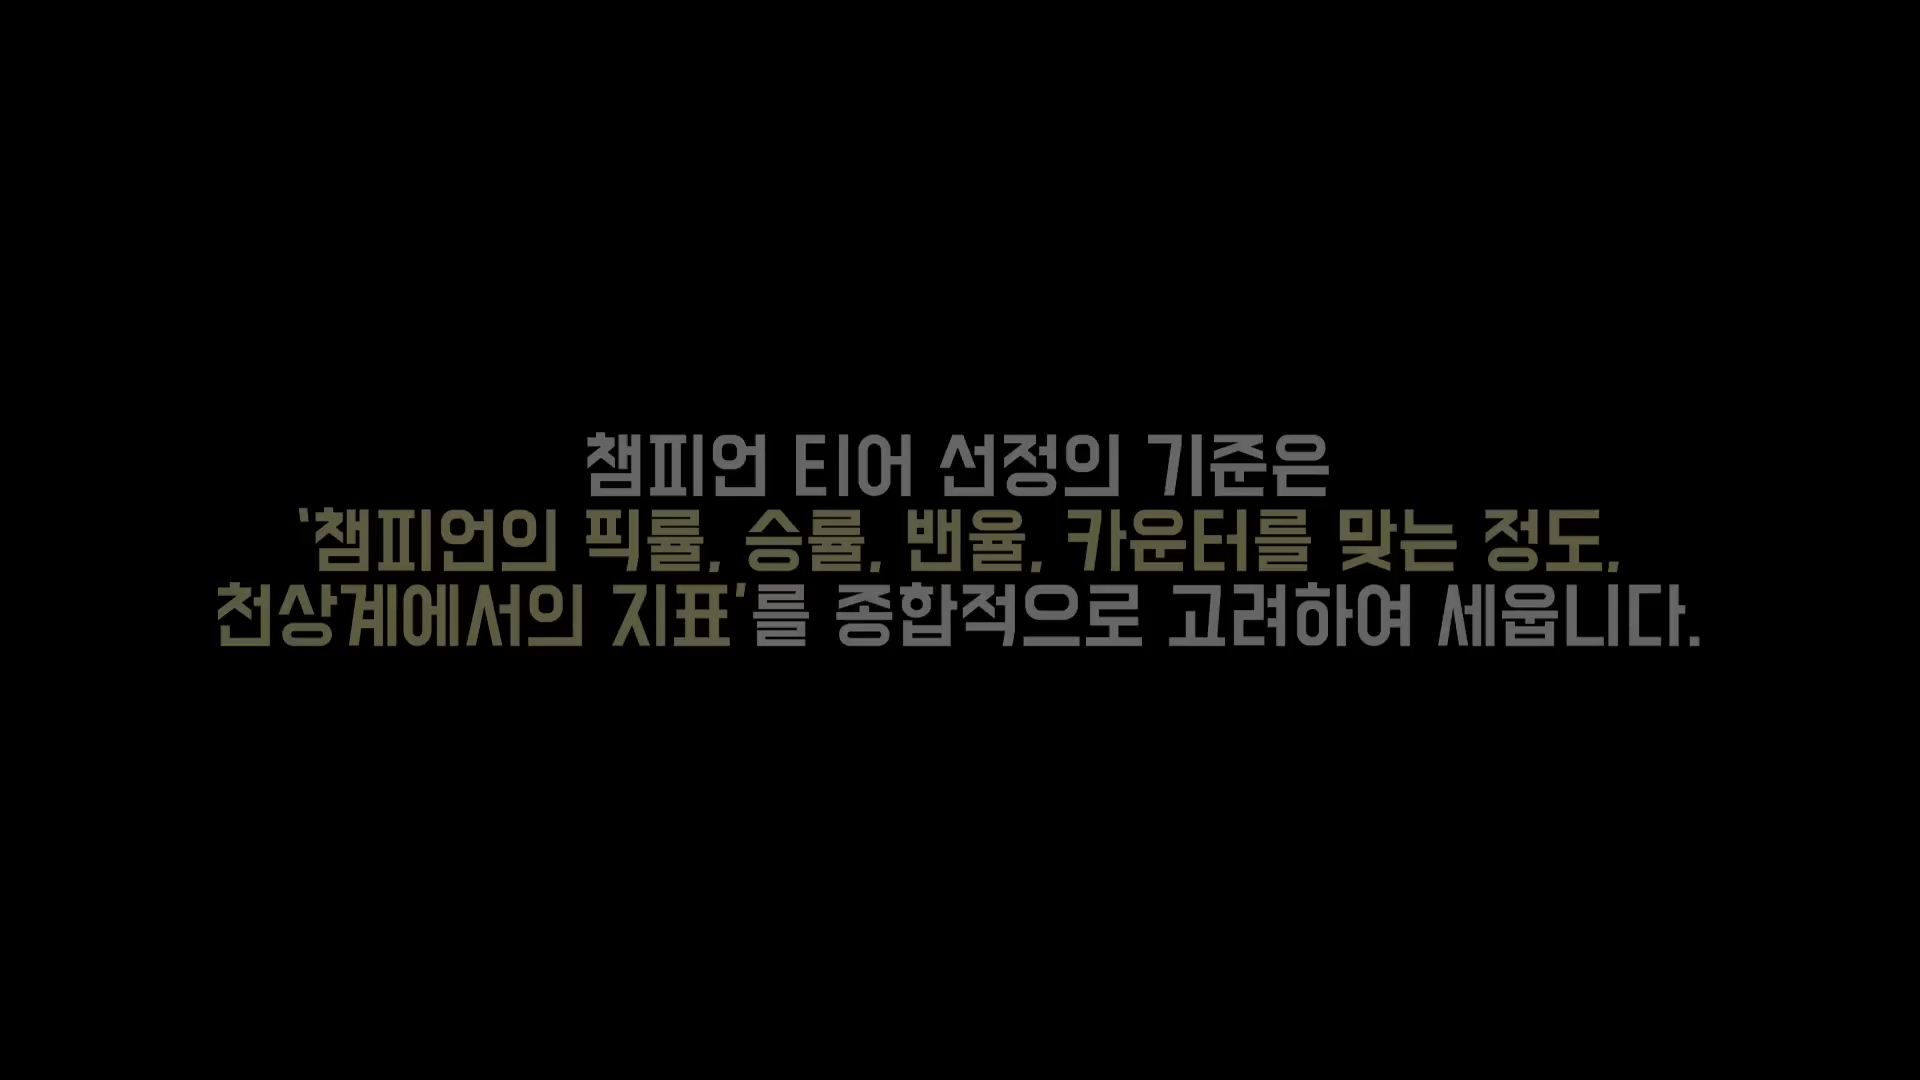 챔피언 티어 선정의 기준은
‘챔피언의 픽률, 승률, 밴율, 카운터를 맞는 정도,
천상계에서의 지표’를 종합적으로 고려하여 세웁니다.